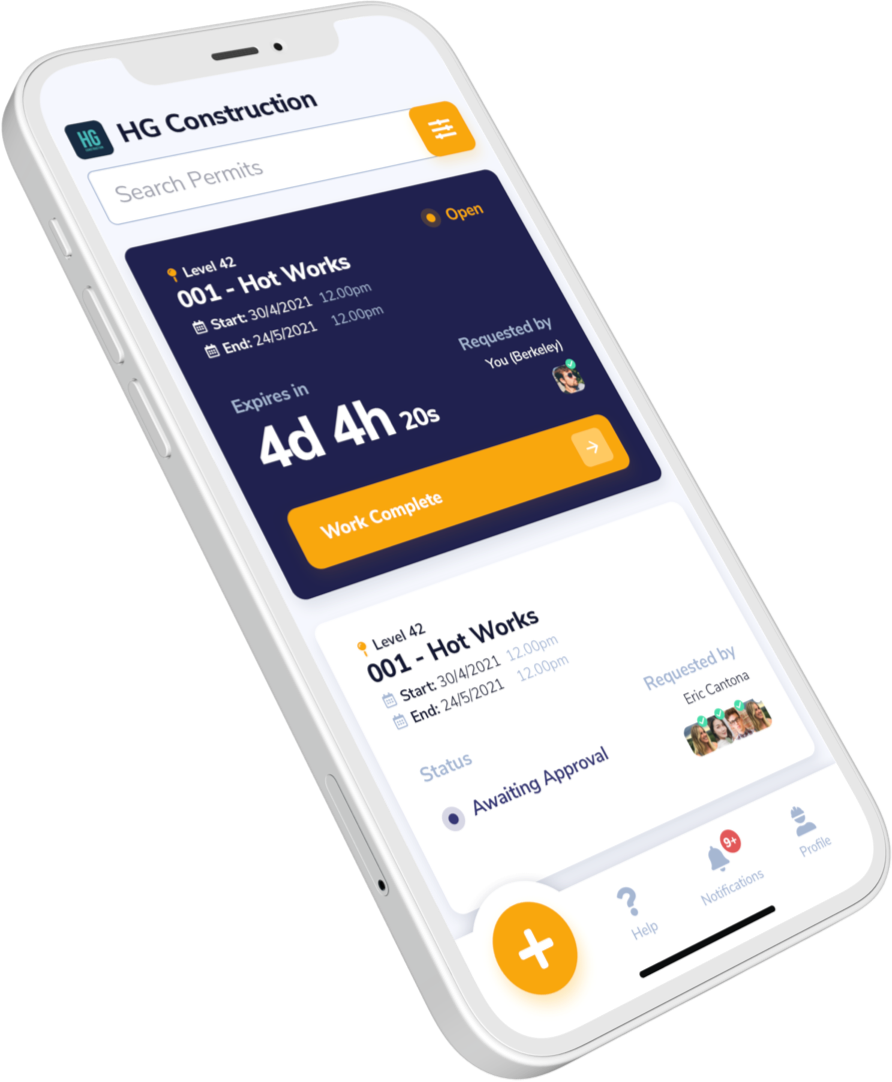 HG
HG Construction
Search Permits
Open
Level 42
001 - Hot Works
Start: 30/4/2021 12.00pm
End: 24/5/2021 12.00pm
Requested by
You (Berkeley)
Expires in
4d 4h 20s
Work Complete
Level 42
001 - Hot Works
Start: 30/4/2021 12.00pm
End: 24/5/2021 12.00pm
Requested by
Eric Cantona
Status
Awaiting Approval
Help
9+
Notifications
Profile